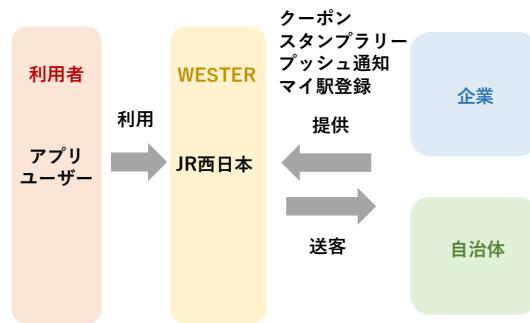 クーポン
スタンプラリー
プッシュ通知
マイ駅登録
利用者
WESTER
企業
利用
提供
アプリ
ユーザー
JR西日本
送客
自治体